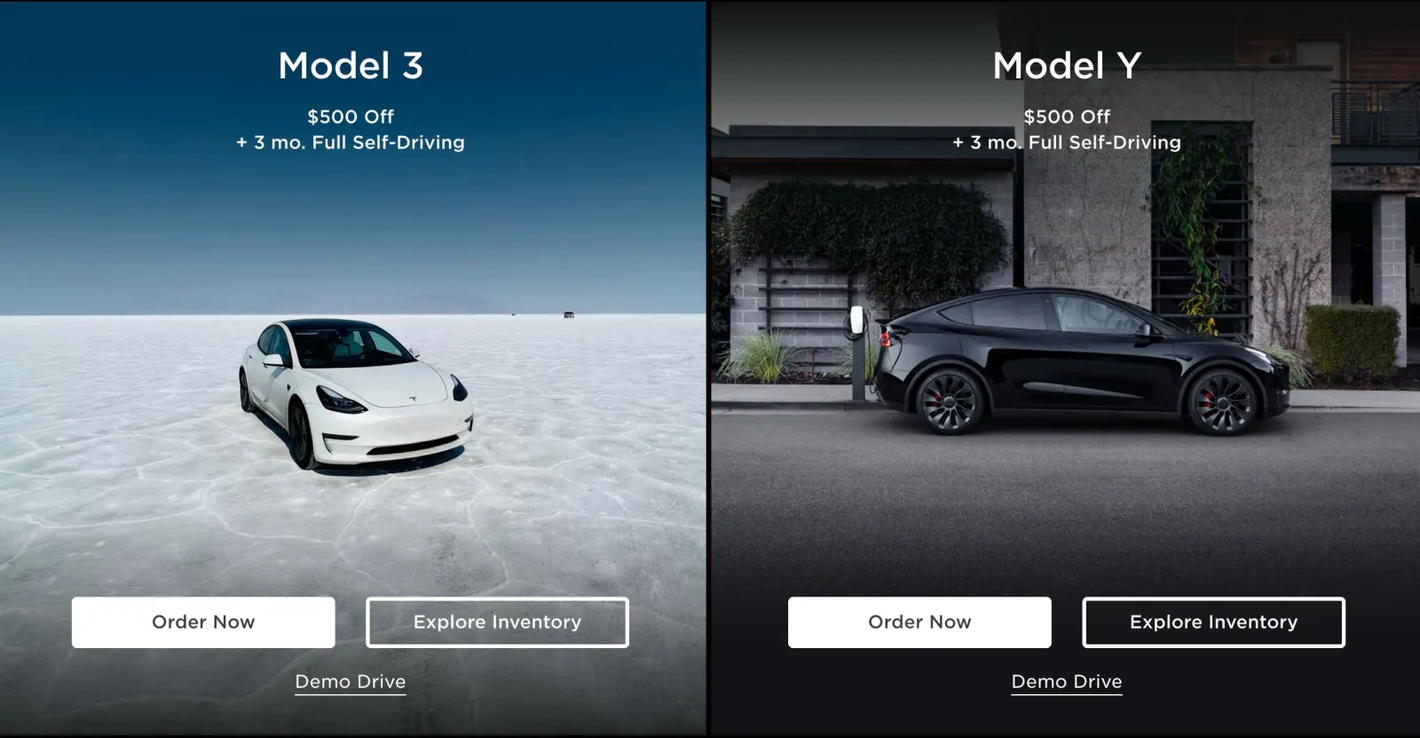 Model 3
$500 Off
+ 3 mo. Full Self-Driving
Order Now
Explore Inventory
Demo Drive
Model Y
$500 Off
+ 3 mo. Full Self-Driving
Order Now
Explore Inventory
Demo Drive